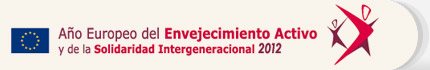 Año Europeo del Envejecimiento Activo
y de la Solidaridad Intergeneracional 2012